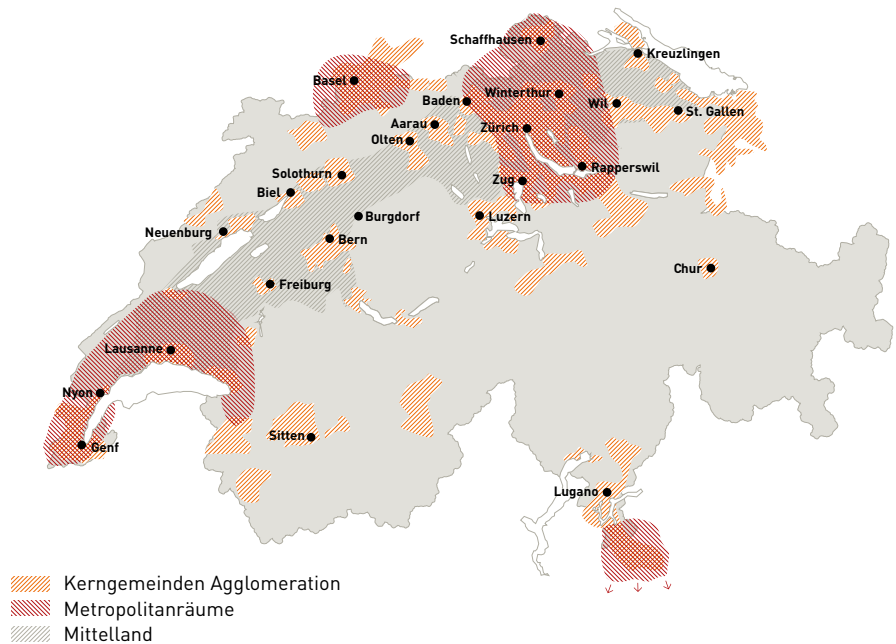 Schaffhausen
Kreuzlingen
Basel
Winterthur
Baden
Wil
St. Gallen
Aarau
Zürich
Olten
Rapperswil
Solothurn
Zug
Biel
Burgdorf
Luzern
Neuenburg
Bern
Chur
Freiburg
Lausanne
Nyon
Sitten
Genf
Lugano
Kerngemeinden Agglomeration
Metropolitanräume
Mittelland